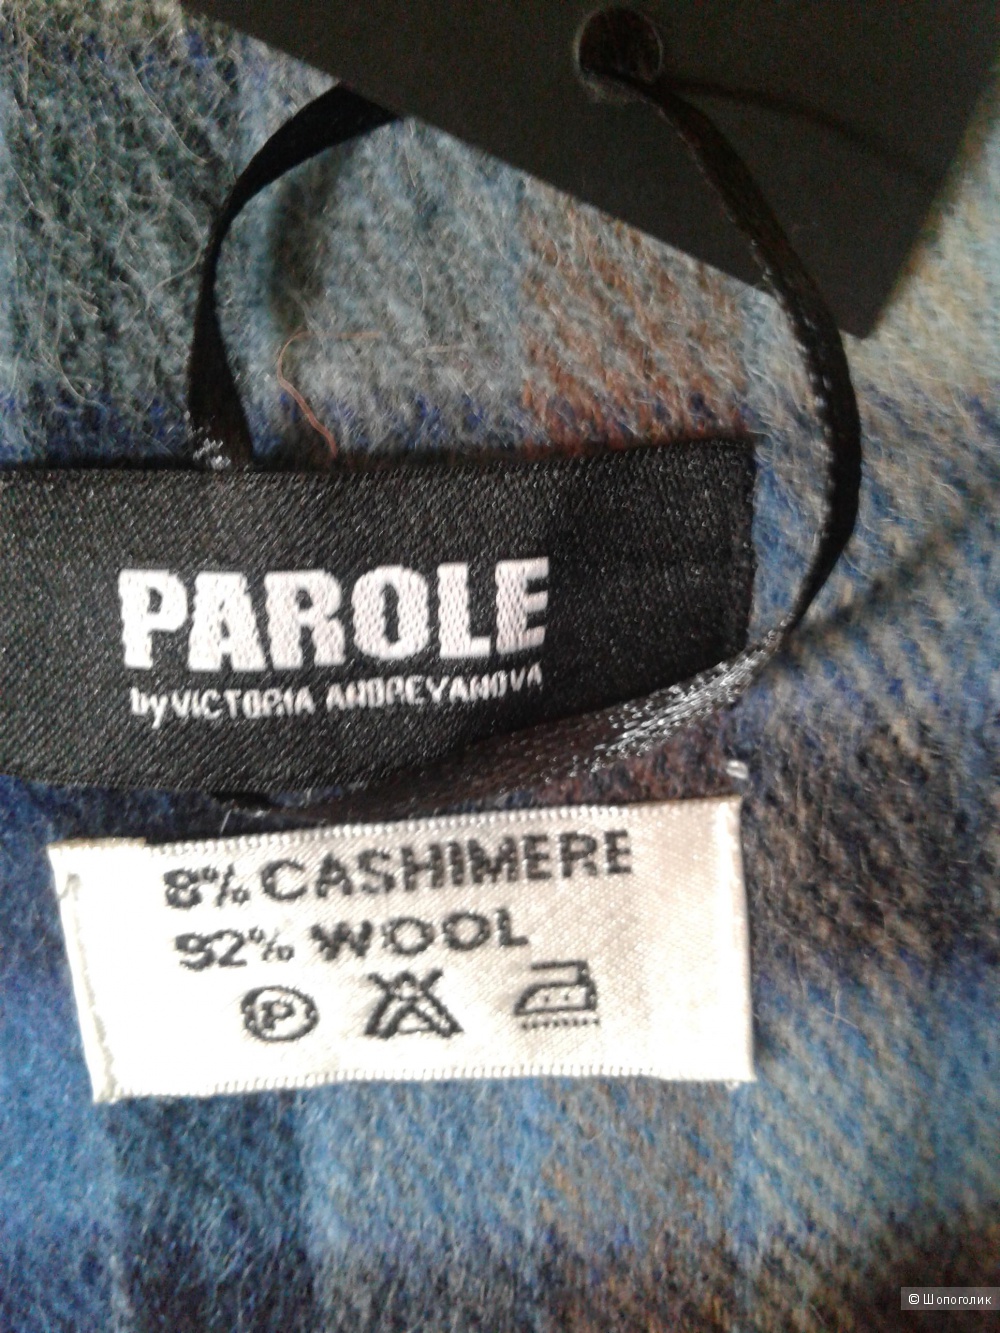 PAROLE
by VICTORIA ANDREYANOVA
8% CASHIMERE
92% WOOL
P
© Шопоголик